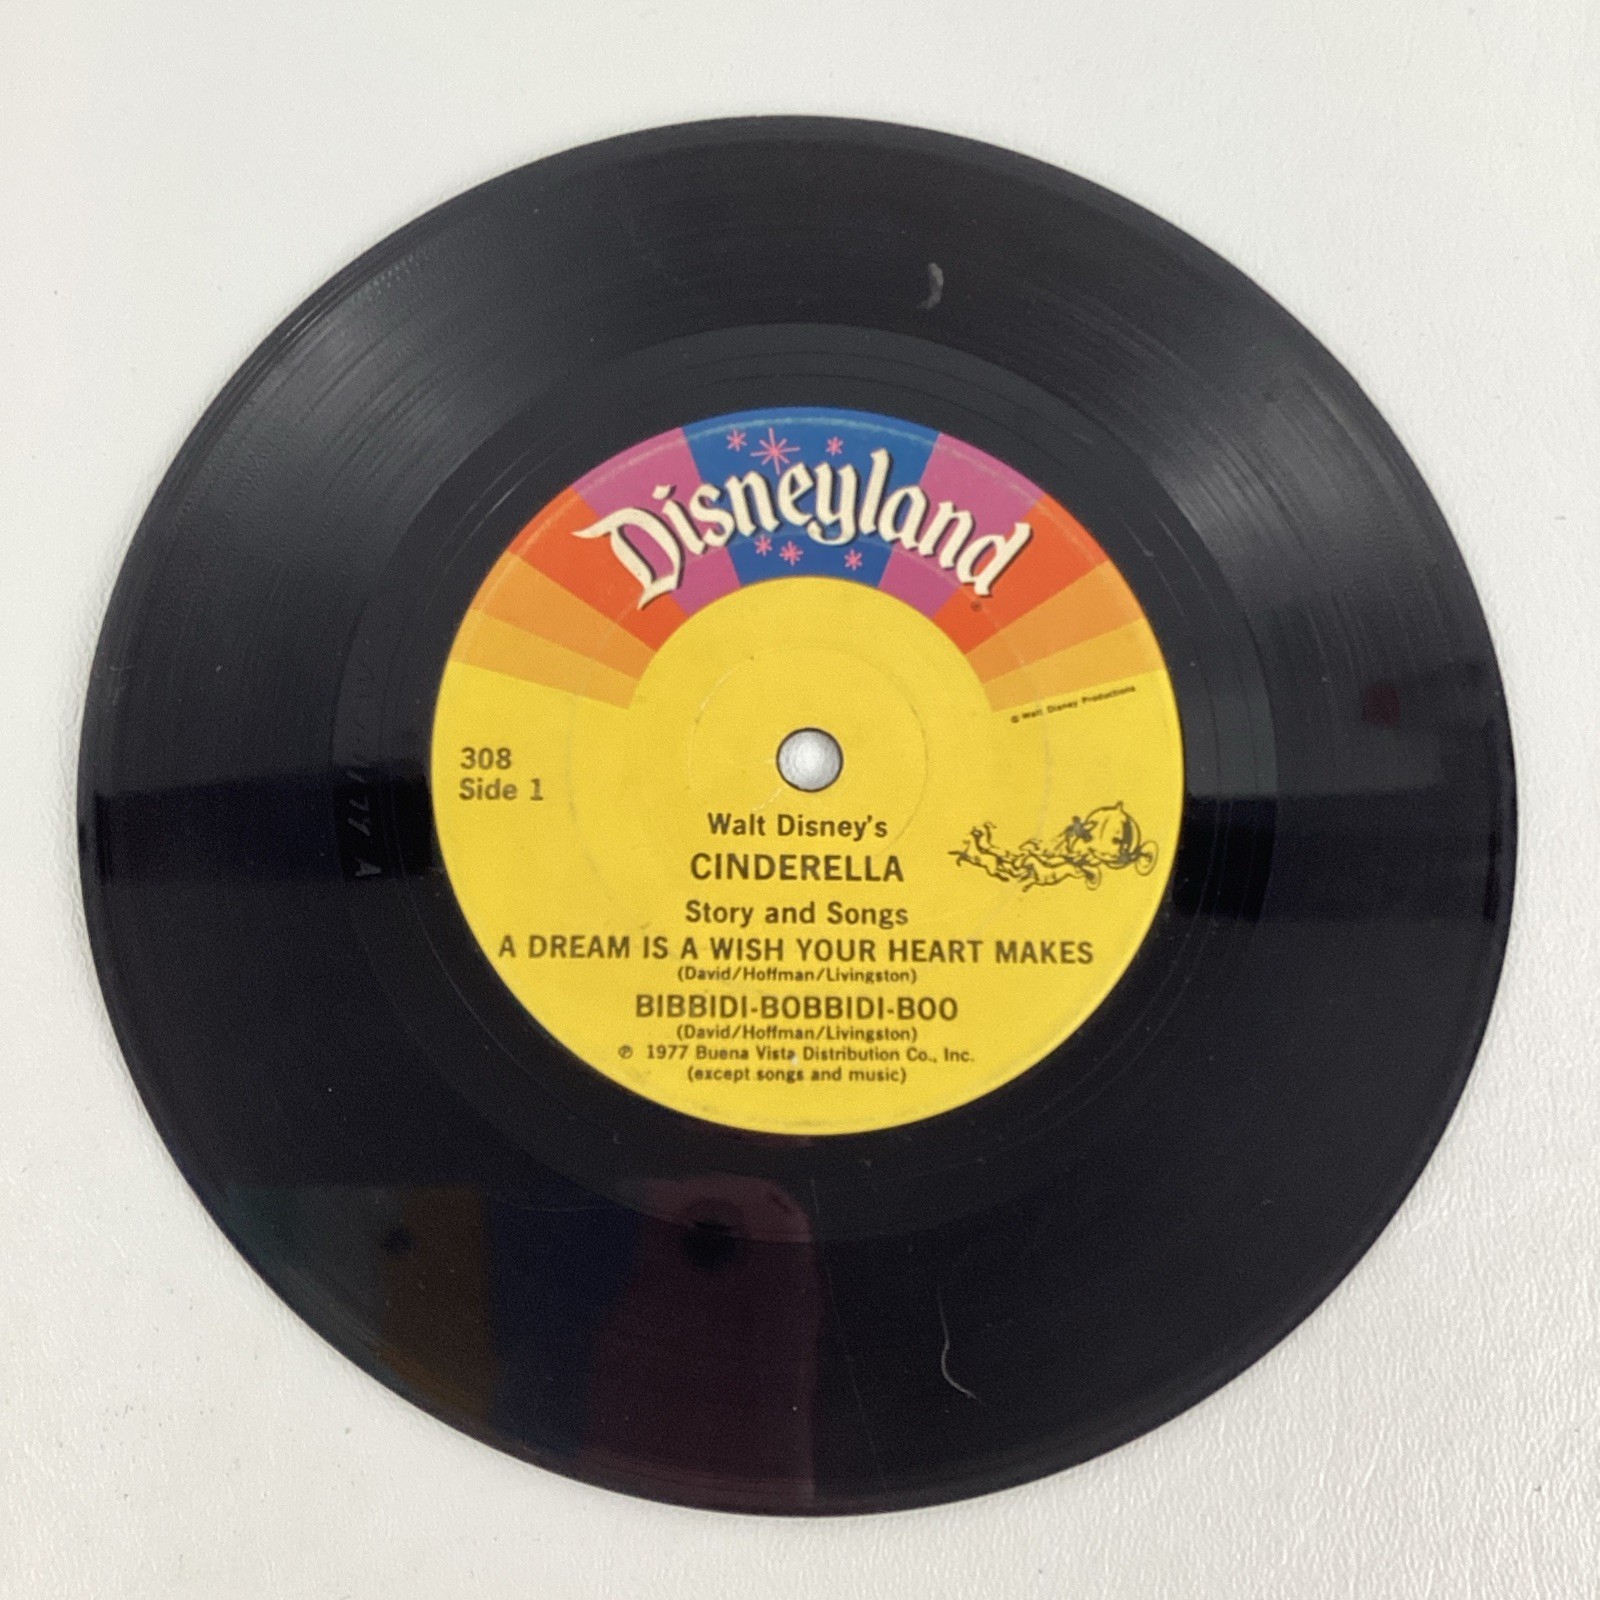 Disneyland
®
© Walt Disney Productions
308
Side 1
Walt Disney's
CINDERELLA
Story and Songs
A DREAM IS A WISH YOUR HEART MAKES
(David/Hoffman/Livingston)
BIBBIDI-BOBBIDI-BOO
(David/Hoffman/Livingston)
℗ 1977 Buena Vista Distribution Co., Inc.
(except songs and music)